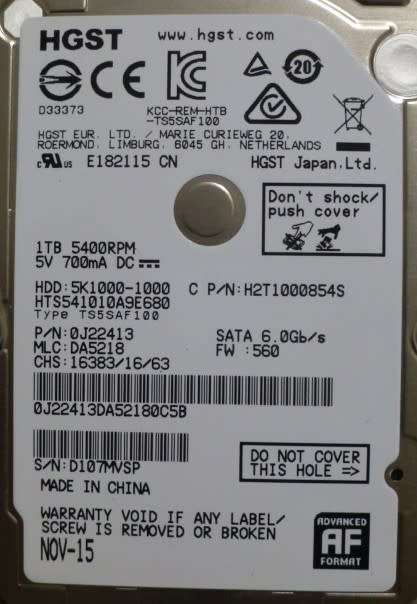 HGST www.hgst.com
20
D33373 KCC-REM-HTB
-TS5SAF100
HGST EUR. LTD. / MARIE CURIEWEG 20,
ROERMOND, LIMBURG, 6045 GH, NETHERLANDS
c UL us E182115 CN HGST Japan,Ltd.
Don't shock/
push cover
1TB 5400RPM
5V 700mA DC
HDD:5K1000-1000 C P/N:H2T1000854S
HTS541010A9E680
Type TS5SAF100
P/N:0J22413 SATA 6.0Gb/s
MLC:DA5218 FW :560
CHS:16383/16/63
0J22413DA52180C5B
S/N:D107MVSP
DO NOT COVER
THIS HOLE =>
MADE IN CHINA
WARRANTY VOID IF ANY LABEL/
SCREW IS REMOVED OR BROKEN
NOV-15
ADVANCED
AF
FORMAT